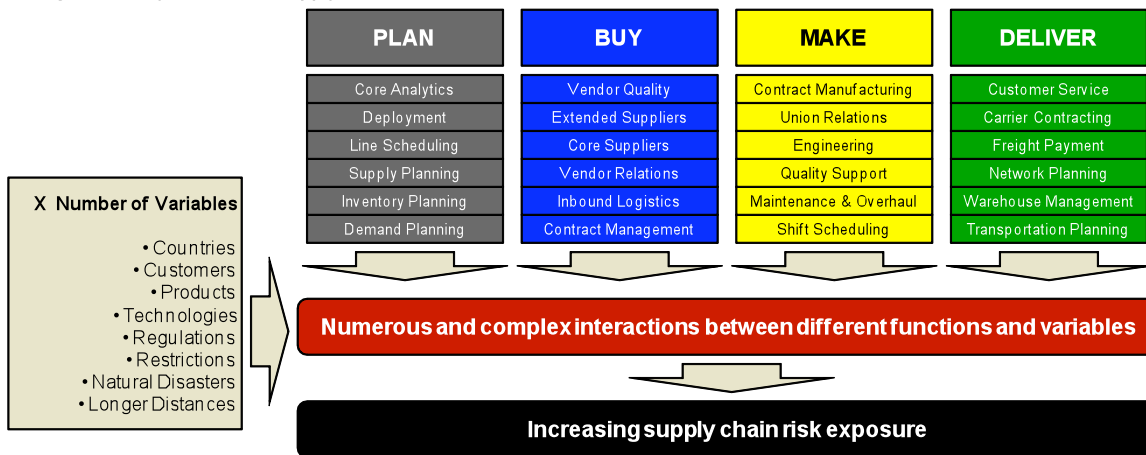 PLAN
BUY
MAKE
DELIVER
Core Analytics
Deployment
Line Scheduling
Supply Planning
Inventory Planning
Demand Planning
Vendor Quality
Extended Suppliers
Core Suppliers
Vendor Relations
Inbound Logistics
Contract Management
Contract Manufacturing
Union Relations
Engineering
Quality Support
Maintenance & Overhaul
Shift Scheduling
Customer Service
Carrier Contracting
Freight Payment
Network Planning
Warehouse Management
Transportation Planning
X Number of Variables
• Countries
• Customers
• Products
• Technologies
• Regulations
• Restrictions
• Natural Disasters
• Longer Distances
Numerous and complex interactions between different functions and variables
Increasing supply chain risk exposure